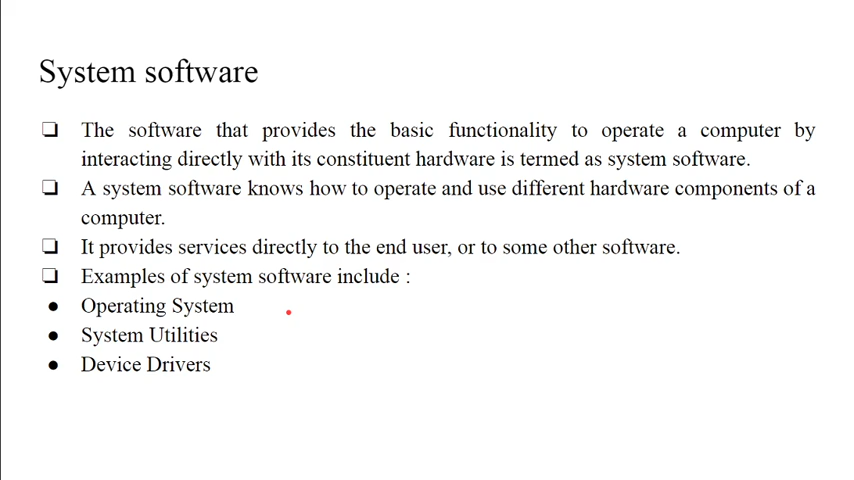 System software
❏ The software that provides the basic functionality to operate a computer by
interacting directly with its constituent hardware is termed as system software.
❏ A system software knows how to operate and use different hardware components of a
computer.
❏ It provides services directly to the end user, or to some other software.
❏ Examples of system software include :
● Operating System
● System Utilities
● Device Drivers